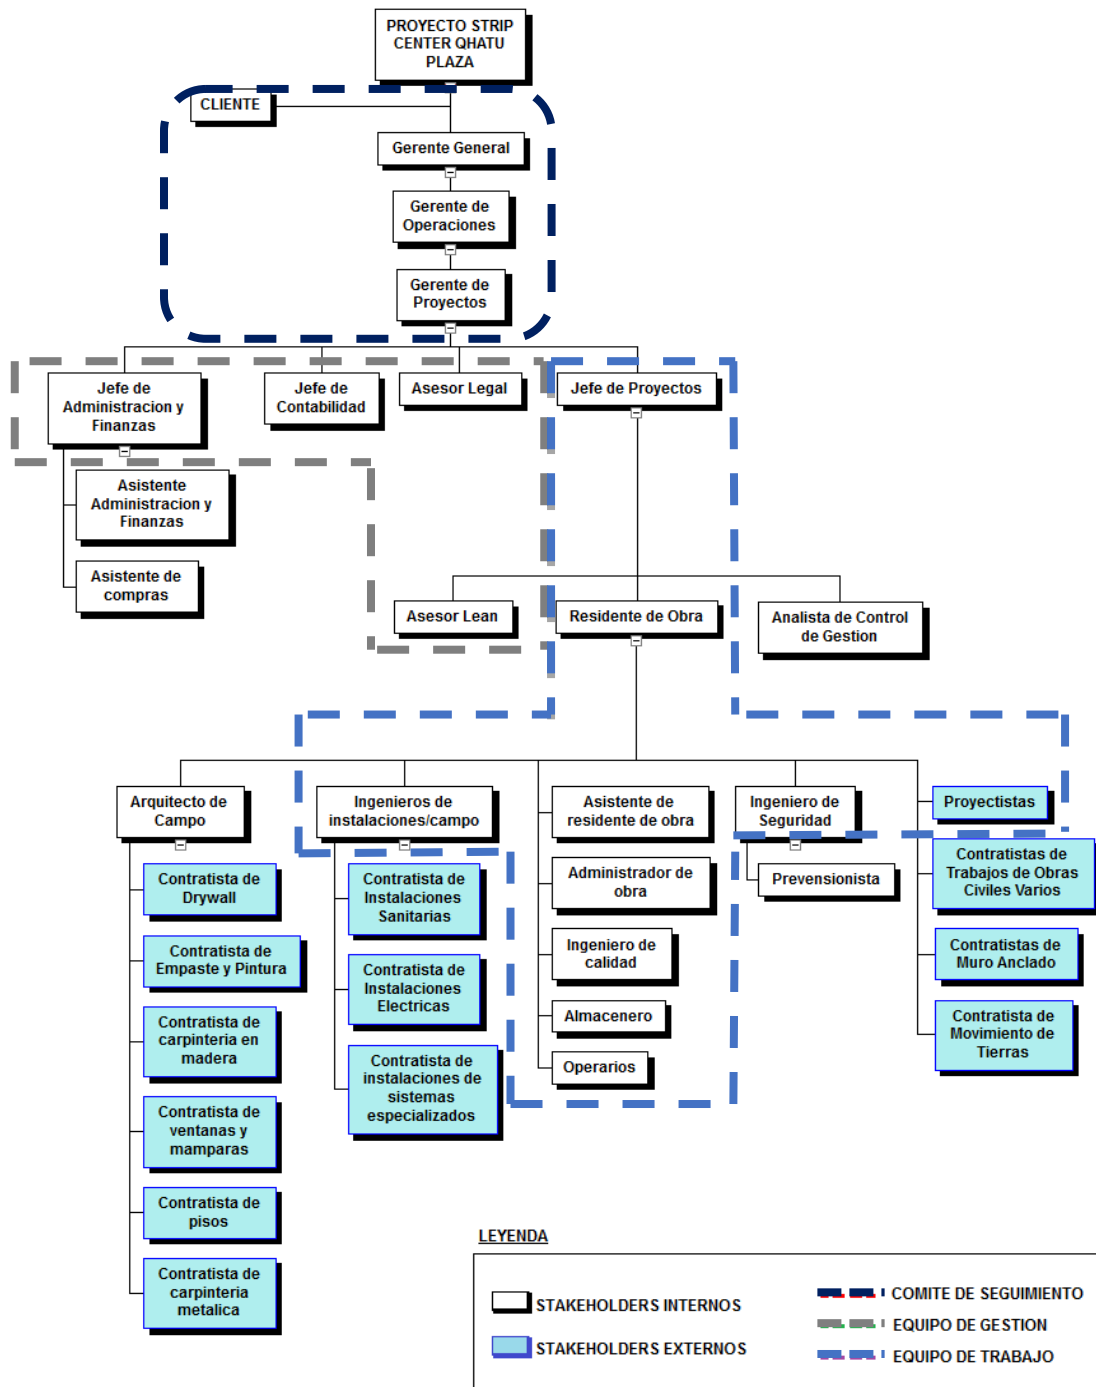 PROYECTO STRIP
CENTER QHATU
PLAZA
CLIENTE
Gerente General
Gerente de
Operaciones
Gerente de
Proyectos
Jefe de
Administracion y
Finanzas
Jefe de
Contabilidad
Asesor Legal
Jefe de Proyectos
Asistente
Administracion y
Finanzas
Asistente de
compras
Asesor Lean
Residente de Obra
Analista de Control
de Gestion
Arquitecto de
Campo
Ingenieros de
instalaciones/campo
Asistente de
residente de obra
Ingeniero de
Seguridad
Proyectistas
Contratista de
Drywall
Contratista de
Empaste y Pintura
Contratista de
carpinteria en
madera
Contratista de
ventanas y
mamparas
Contratista de
pisos
Contratista de
carpinteria
metalica
Contratista de
Instalaciones
Sanitarias
Contratista de
Instalaciones
Electricas
Contratista de
instalaciones de
sistemas
especializados
Administrador de
obra
Ingeniero de
calidad
Almacenero
Operarios
Prevensionista
Contratistas de
Trabajos de Obras
Civiles Varios
Contratistas de
Muro Anclado
Contratista de
Movimiento de
Tierras
LEYENDA
STAKEHOLDERS INTERNOS
STAKEHOLDERS EXTERNOS
COMITE DE SEGUIMIENTO
EQUIPO DE GESTION
EQUIPO DE TRABAJO